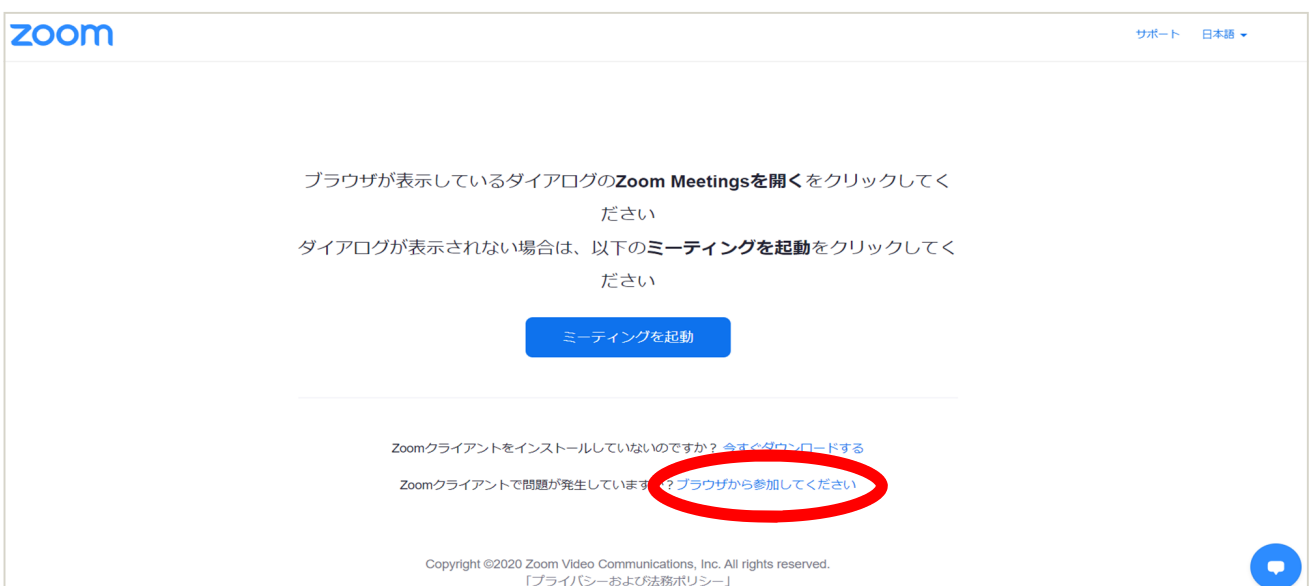 zoom
サポート 日本語
ブラウザが表示しているダイアログのZoom Meetingsを開くをクリックしてく
ださい
ダイアログが表示されない場合は、以下のミーティングを起動をクリックしてく
ださい
ミーティングを起動
Zoomクライアントをインストールしていないのですか？ 今すぐダウンロードする
Zoomクライアントで問題が発生しています ？ブラウザから参加してください
Copyright ©2020 Zoom Video Communications, Inc. All rights reserved.
「プライバシーおよび法務ポリシー」